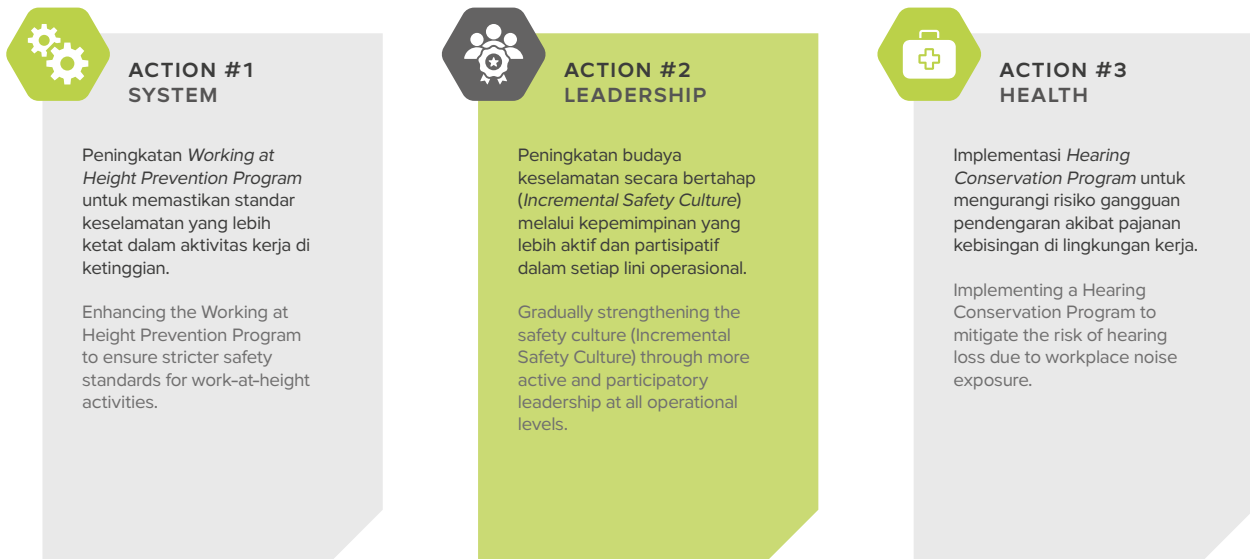 ACTION #1
SYSTEM
Peningkatan Working at
Height Prevention Program
untuk memastikan standar
keselamatan yang lebih
ketat dalam aktivitas kerja di
ketinggian.
Enhancing the Working at
Height Prevention Program
to ensure stricter safety
standards for work-at-height
activities.
ACTION #2
LEADERSHIP
Peningkatan budaya
keselamatan secara bertahap
(Incremental Safety Culture)
melalui kepemimpinan yang
lebih aktif dan partisipatif
dalam setiap lini operasional.
Gradually strengthening the
safety culture (Incremental
Safety Culture) through more
active and participatory
leadership at all operational
levels.
ACTION #3
HEALTH
Implementasi Hearing
Conservation Program untuk
mengurangi risiko gangguan
pendengaran akibat pajanan
kebisingan di lingkungan kerja.
Implementing a Hearing
Conservation Program to
mitigate the risk of hearing
loss due to workplace noise
exposure.